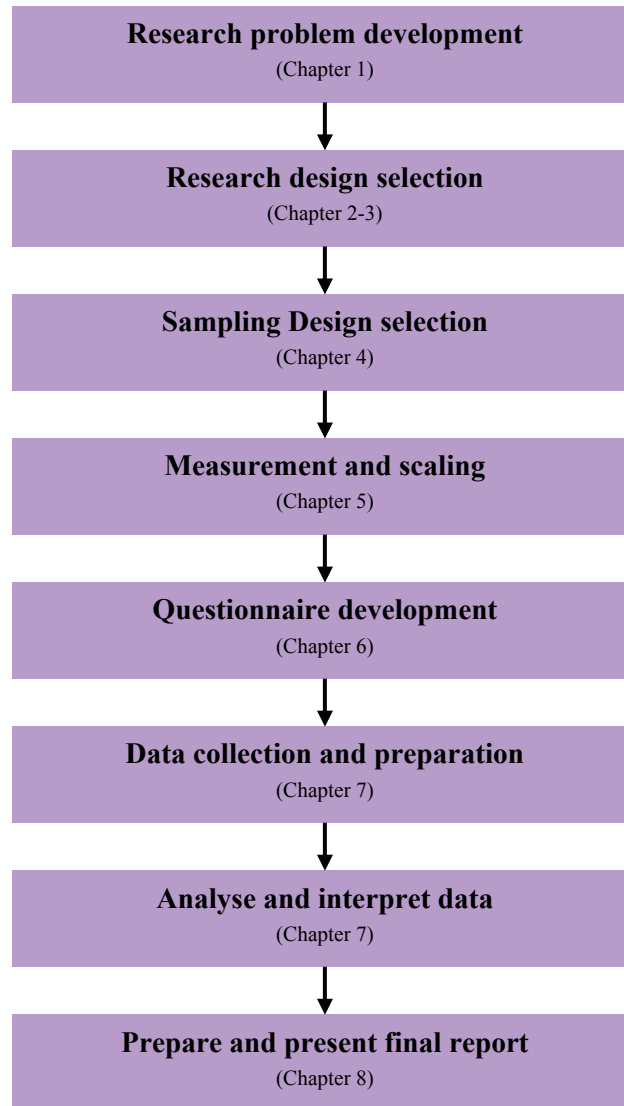 Research problem development
(Chapter 1)
Research design selection
(Chapter 2-3)
Sampling Design selection
(Chapter 4)
Measurement and scaling
(Chapter 5)
Questionnaire development
(Chapter 6)
Data collection and preparation
(Chapter 7)
Analyse and interpret data
(Chapter 7)
Prepare and present final report
(Chapter 8)